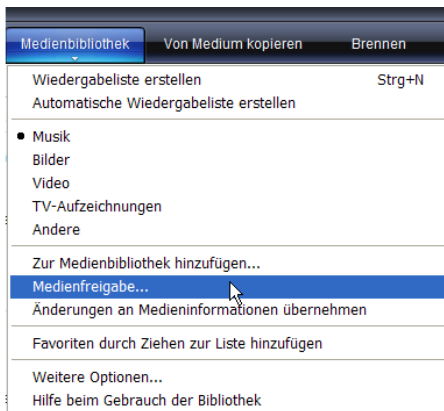 Medienbibliothek Von Medium kopieren Brennen
Wiedergabeliste erstellen Strg+N
Automatische Wiedergabeliste erstellen
Musik
Bilder
Video
TV-Aufzeichnungen
Andere
Zur Medienbibliothek hinzufügen...
Medienfreigabe...
Änderungen an Medieninformationen übernehmen
Favoriten durch Ziehen zur Liste hinzufügen
Weitere Optionen...
Hilfe beim Gebrauch der Bibliothek